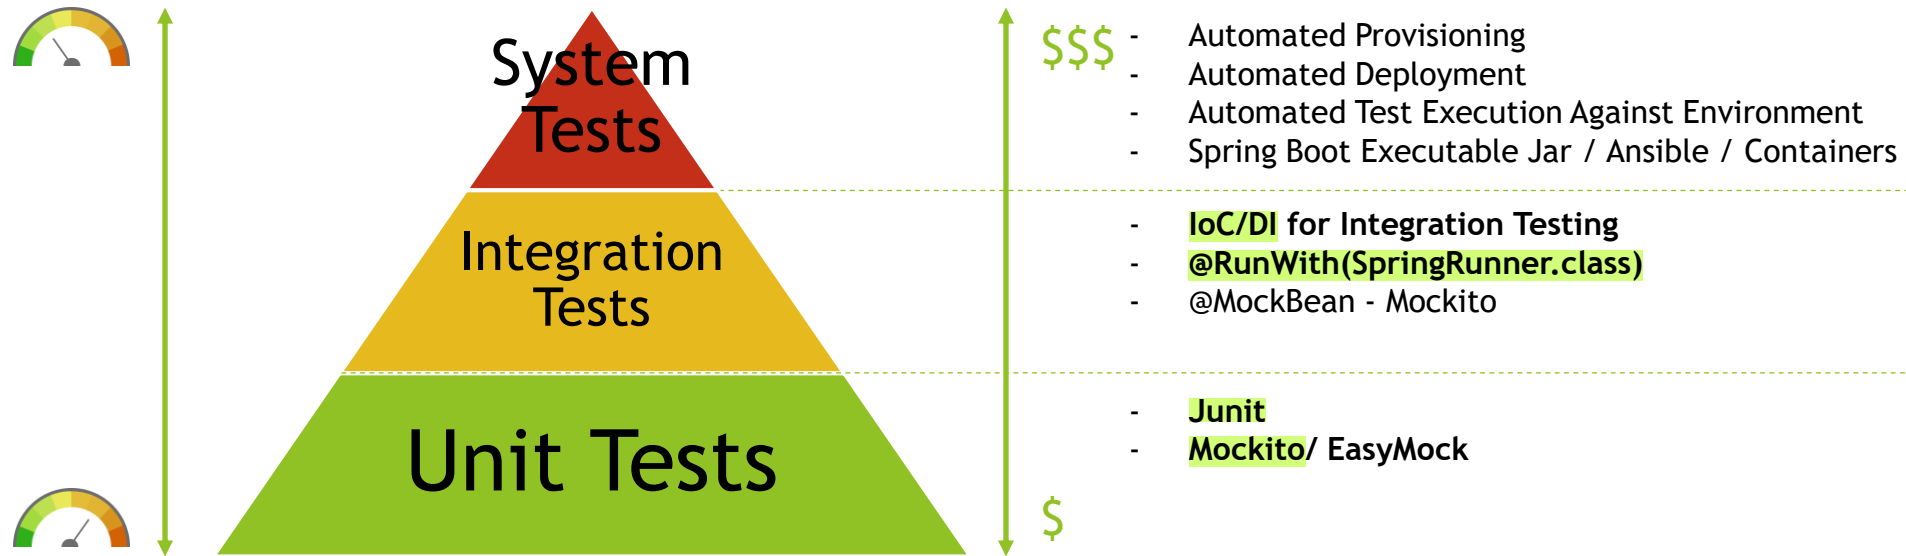 System
Tests
Integration
Tests
Unit Tests
$$$
- Automated Provisioning
- Automated Deployment
- Automated Test Execution Against Environment
- Spring Boot Executable Jar / Ansible / Containers
- IoC/DI for Integration Testing
- @RunWith(SpringRunner.class)
- @MockBean - Mockito
- Junit
- Mockito/ EasyMock
$